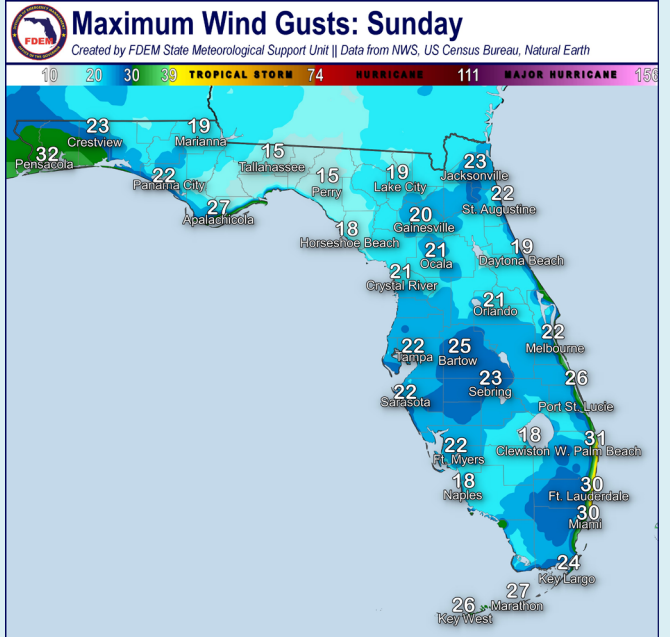 Maximum Wind Gusts: Sunday
Created by FDEM State Meteorological Support Unit || Data from NWS, US Census Bureau, Natural Earth
FDEM
10 20 30 39 TROPICAL STORM 74 HURRICANE 111 MAJOR HURRICANE 156
23
Crestview
19
Marianna
32
Pensacola
15
Tallahassee
22
Panama City
15
Perry
19
Lake City
23
Jacksonville
27
Apalachicola
22
St. Augustine
18
Horseshoe Beach
20
Gainesville
21
Ocala
19
Daytona Beach
21
Crystal River
21
Orlando
22
Tampa
25
Bartow
22
Melbourne
22
Sarasota
23
Sebring
26
Port St. Lucie
22
Ft. Myers
18
Clewiston
31
W. Palm Beach
18
Naples
30
Ft. Lauderdale
30
Miami
24
Key Largo
27
Marathon
26
Key West